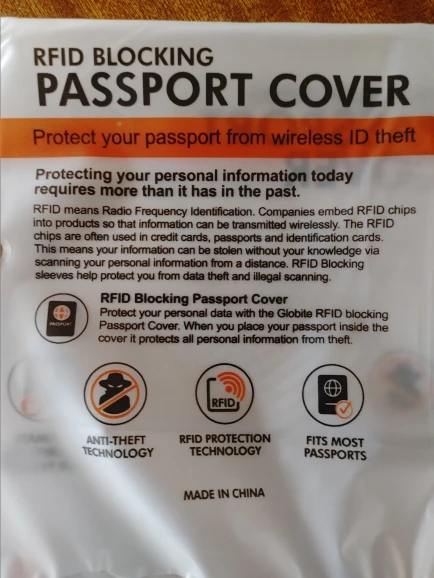 RFID BLOCKING
PASSPORT COVER
Protect your passport from wireless ID theft
Protecting your personal information today
requires more than it has in the past.
RFID means Radio Frequency Identification. Companies embed RFID chips
into products so that information can be transmitted wirelessly. The RFID
chips are often used in credit cards, passports and identification cards.
This means your information can be stolen without your knowledge via
scanning your personal information from a distance. RFID Blocking
sleeves help protect you from data theft and illegal scanning.
RFID Blocking Passport Cover
Protect your personal data with the Globite RFID blocking
Passport Cover. When you place your passport inside the
cover it protects all personal information from theft.
PASSPORT
RFID
ANTI-THEFT
TECHNOLOGY
RFID PROTECTION
TECHNOLOGY
FITS MOST
PASSPORTS
MADE IN CHINA